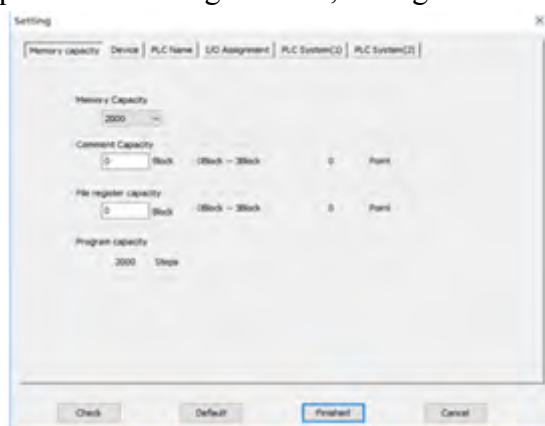 Setting
Memory capacity Device PLC Name I/O Assignment PLC System(1) PLC System(2)
Memory Capacity
2000
Comment Capacity
0 Block 0Block -- 3Block 0 Point
File register capacity
0 Block 0Block -- 3Block 0 Point
Program capacity
2000 Steps
Check Default Finished Cancel